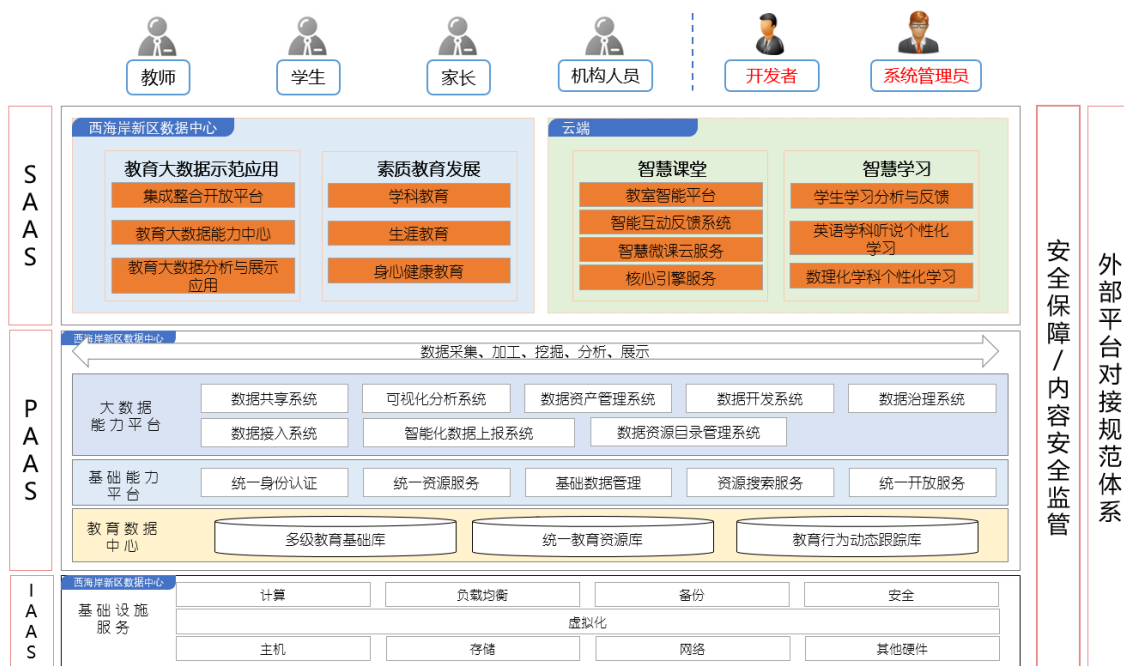 教师
学生
家长
机构人员
开发者
系统管理员
SAAS
西海岸新区数据中心
云端
教育大数据示范应用
集成整合开放平台
教育大数据能力中心
教育大数据分析与展示
应用
素质教育发展
学科教育
生涯教育
身心健康教育
智慧课堂
教室智能平台
智能互动反馈系统
智慧微课云服务
核心引擎服务
智慧学习
学生学习分析与反馈
英语学科听说个性化
学习
数理化学科个性化学习
PAAS
西海岸新区数据中心
数据采集、加工、挖掘、分析、展示
大数据
能力平台
数据共享系统
可视化分析系统
数据资产管理系统
数据开发系统
数据治理系统
数据接入系统
智能化数据上报系统
数据资源目录管理系统
基础能力
平台
统一身份认证
统一资源服务
基础数据管理
资源搜索服务
统一开放服务
教育数据
中心
多级教育基础库
统一教育资源库
教育行为动态跟踪库
IAAS
西海岸新区数据中心
基础设施
服务
计算
负载均衡
备份
安全
虚拟化
主机
存储
网络
其他硬件
安全保障/内容安全监管
外部平台对接规范体系